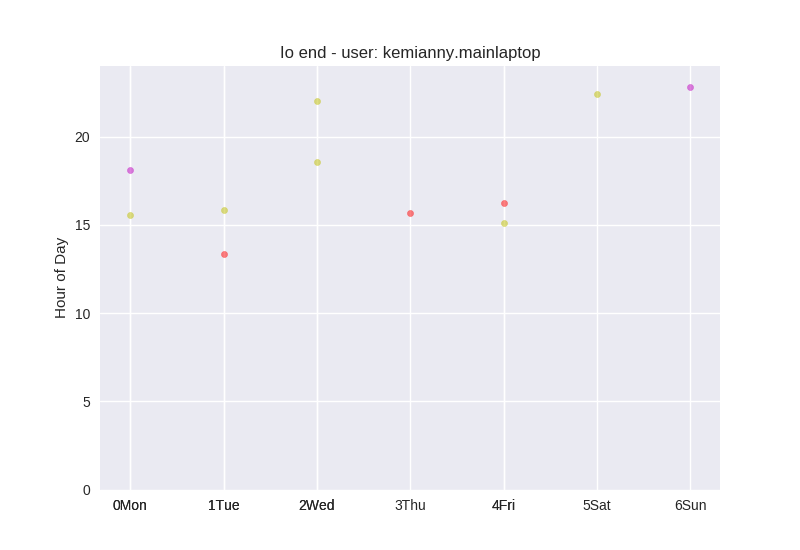 Io end - user: kemianny.mainlaptop
Hour of Day
20
15
10
5
0
0Mon 1Tue 2Wed 3Thu 4Fri 5Sat 6Sun